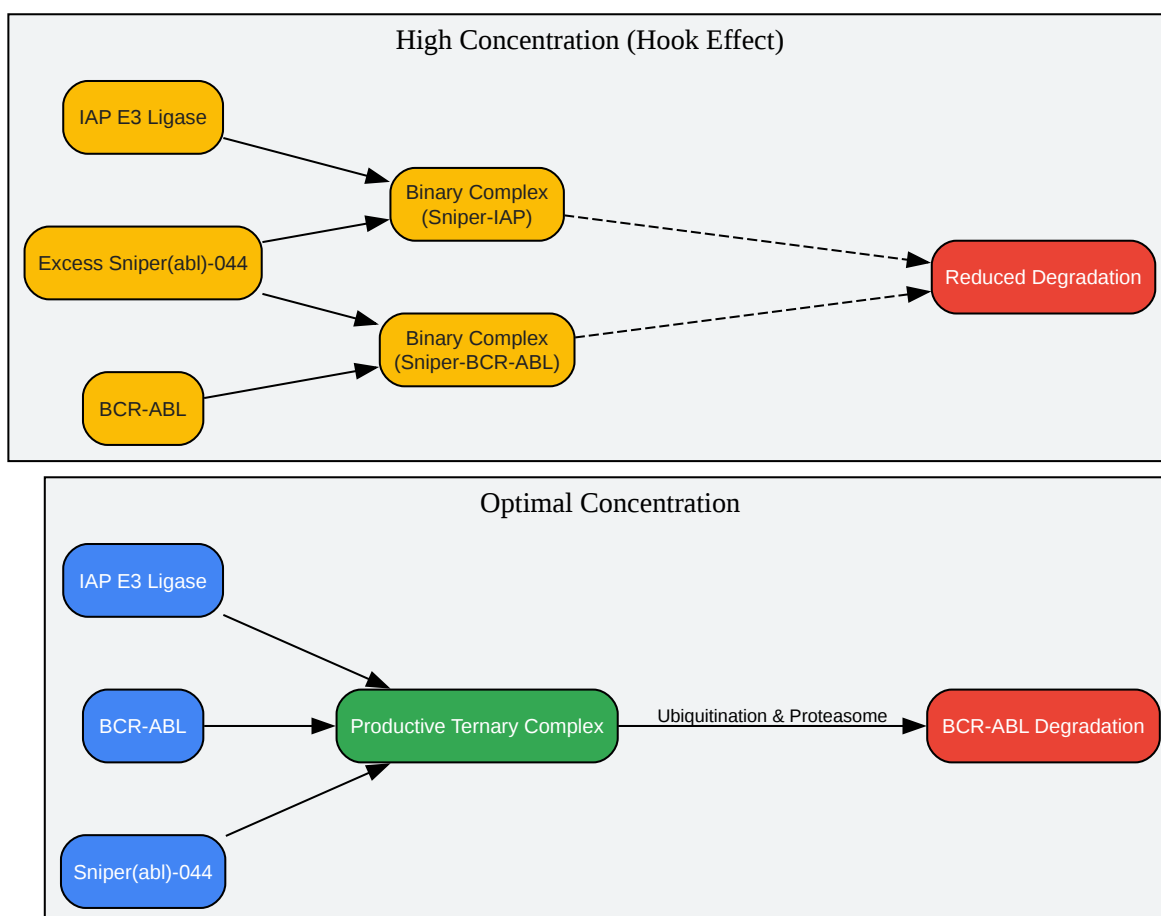 High Concentration (Hook Effect)
IAP E3 Ligase
Excess Sniper(abl)-044
BCR-ABL
Binary Complex
(Sniper-IAP)
Binary Complex
(Sniper-BCR-ABL)
Reduced Degradation
Optimal Concentration
IAP E3 Ligase
BCR-ABL
Sniper(abl)-044
Productive Ternary Complex
Ubiquitination & Proteasome
BCR-ABL Degradation